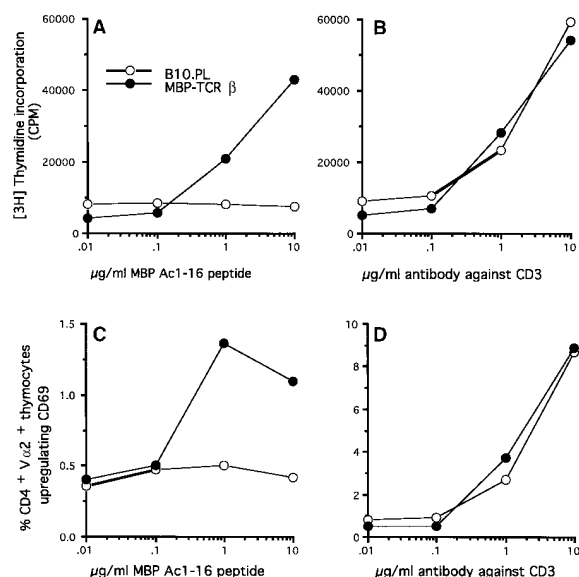 A
B
60000
40000
20000
0
[3H] Thymidine incorporation
(CPM)
B10.PL
MBP-TCR β
.01 .1 1 10
µg/ml MBP Ac1-16 peptide
60000
40000
20000
0
.01 .1 1 10
µg/ml antibody against CD3
C
D
1.5
1.0
0.5
0.0
% CD4 + V α2 + thymocytes
upregulating CD69
.01 .1 1 10
µg/ml MBP Ac1-16 peptide
10
8
6
4
2
0
.01 .1 1 10
µg/ml antibody against CD3